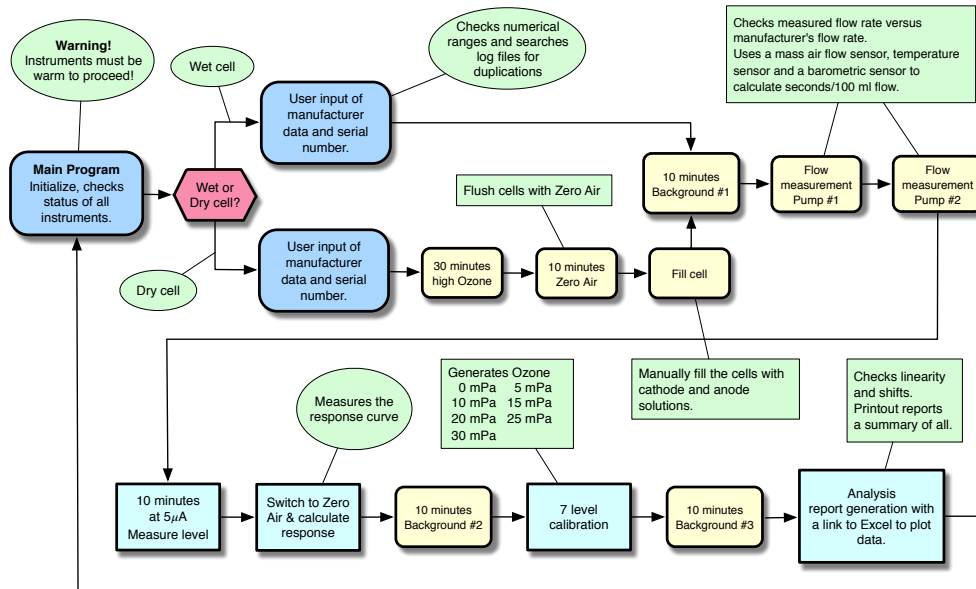 Warning!
Instruments must be
warm to proceed!
Wet cell
Checks numerical
ranges and searches
log files for
duplications
Checks measured flow rate versus
manufacturer's flow rate.
Uses a mass air flow sensor, temperature
sensor and a barometric sensor to
calculate seconds/100 ml flow.
User input of
manufacturer
data and serial
number.
Main Program
Initialize, checks
status of all
instruments.
Wet or
Dry cell?
Flush cells with Zero Air
10 minutes
Background #1
Flow
measurement
Pump #1
Flow
measurement
Pump #2
Dry cell
User input of
manufacturer
data and serial
number.
30 minutes
high Ozone
10 minutes
Zero Air
Fill cell
Manually fill the cells with
cathode and anode
solutions.
Measures the
response curve
Generates Ozone
0 mPa 5 mPa
10 mPa 15 mPa
20 mPa 25 mPa
30 mPa
Checks linearity
and shifts.
Printout reports
a summary of all.
10 minutes
at 5µA
Measure level
Switch to Zero
Air & calculate
response
10 minutes
Background #2
7 level
calibration
10 minutes
Background #3
Analysis
report generation with
a link to Excel to plot
data.